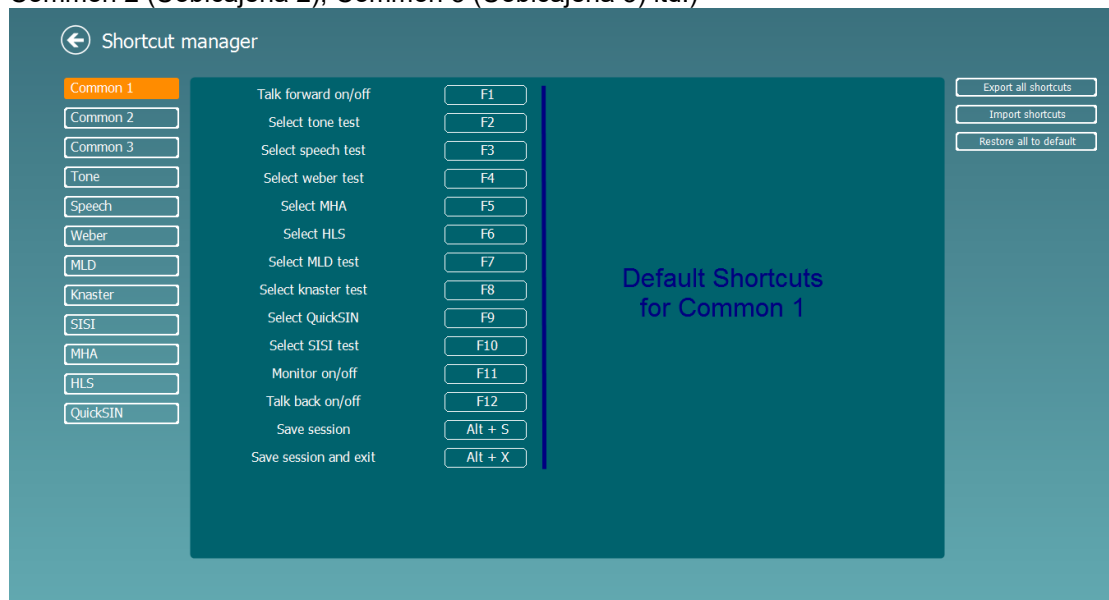 Common 2 (Uobičajena 2), Common 3 (Uobičajena 3) itd.)
Shortcut manager
Common 1
Common 2
Common 3
Tone
Speech
Weber
MLD
Knaster
SISI
MHA
HLS
QuickSIN
Talk forward on/off F1
Select tone test F2
Select speech test F3
Select weber test F4
Select MHA F5
Select HLS F6
Select MLD test F7
Select knaster test F8
Select QuickSIN F9
Select SISI test F10
Monitor on/off F11
Talk back on/off F12
Save session Alt + S
Save session and exit Alt + X
Default Shortcuts
for Common 1
Export all shortcuts
Import shortcuts
Restore all to default